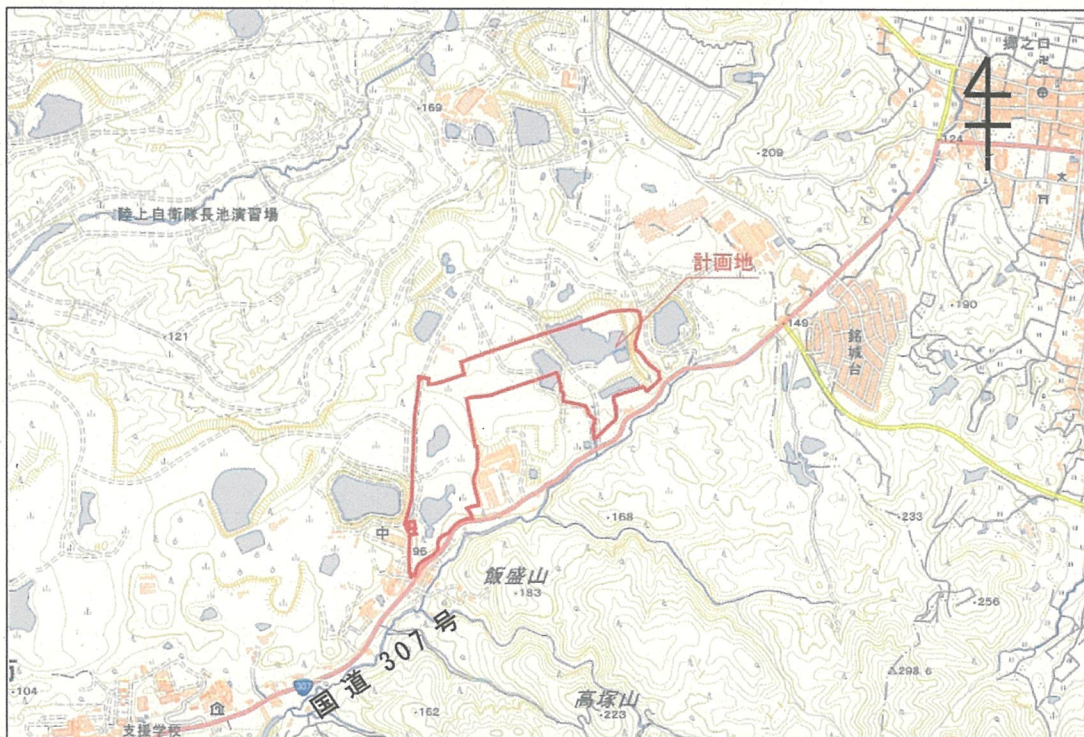 郷之口
・169
124
・209
陸上自衛隊長池演習場
計画地
・190
・149
・121
銘城台
・168
・233
中
96
飯盛山
・183
・256
国道 307号
△298.6
・104
307
高塚山
・162
・223
支援学校